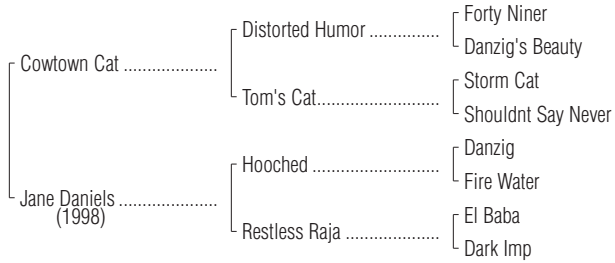 Forty Niner
Distorted Humor ..................
Danzig's Beauty
Cowtown Cat ....................
Storm Cat
Tom's Cat..........................
Shouldnt Say Never
Danzig
Hooched ...........................
Fire Water
Jane Daniels .....................
(1998)
El Baba
Restless Raja ....................
Dark Imp